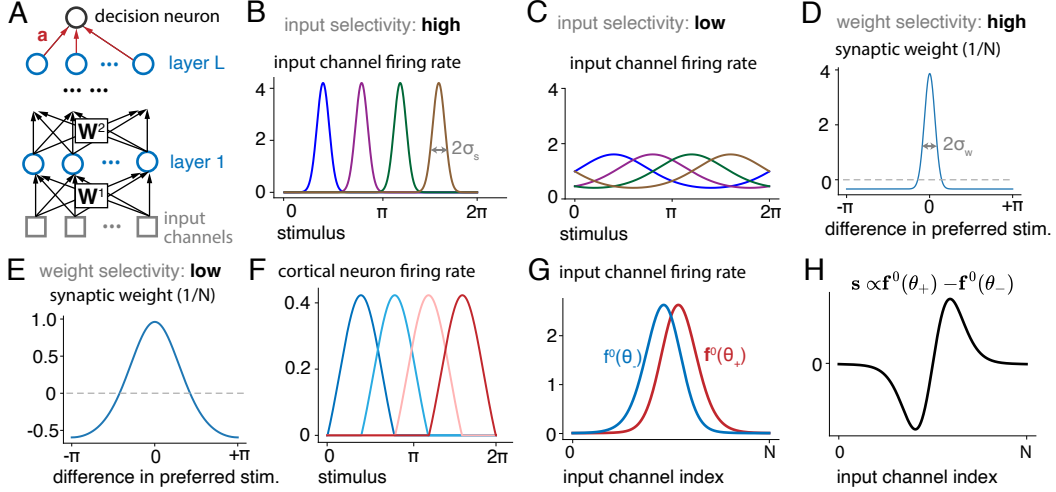 A
decision neuron
a
layer L
W²
layer 1
W¹
input
channels
B
input selectivity: high
input channel firing rate
4
2
0
2σₛ
0
π
2π
stimulus
C
input selectivity: low
input channel firing rate
4
2
0
0
π
2π
stimulus
D
weight selectivity: high
synaptic weight (1/N)
4
2
0
2σ_w
-π
0
+π
difference in preferred stim.
E
weight selectivity: low
synaptic weight (1/N)
1.0
0.5
0
-0.5
-π
0
+π
difference in preferred stim.
F
cortical neuron firing rate
0.4
0.2
0
0
π
2π
stimulus
G
input channel firing rate
2
1
0
f⁰(θ₋)
f⁰(θ₊)
0
N
input channel index
H
s ∝f⁰(θ₊) −f⁰(θ₋)
0
0
N
input channel index